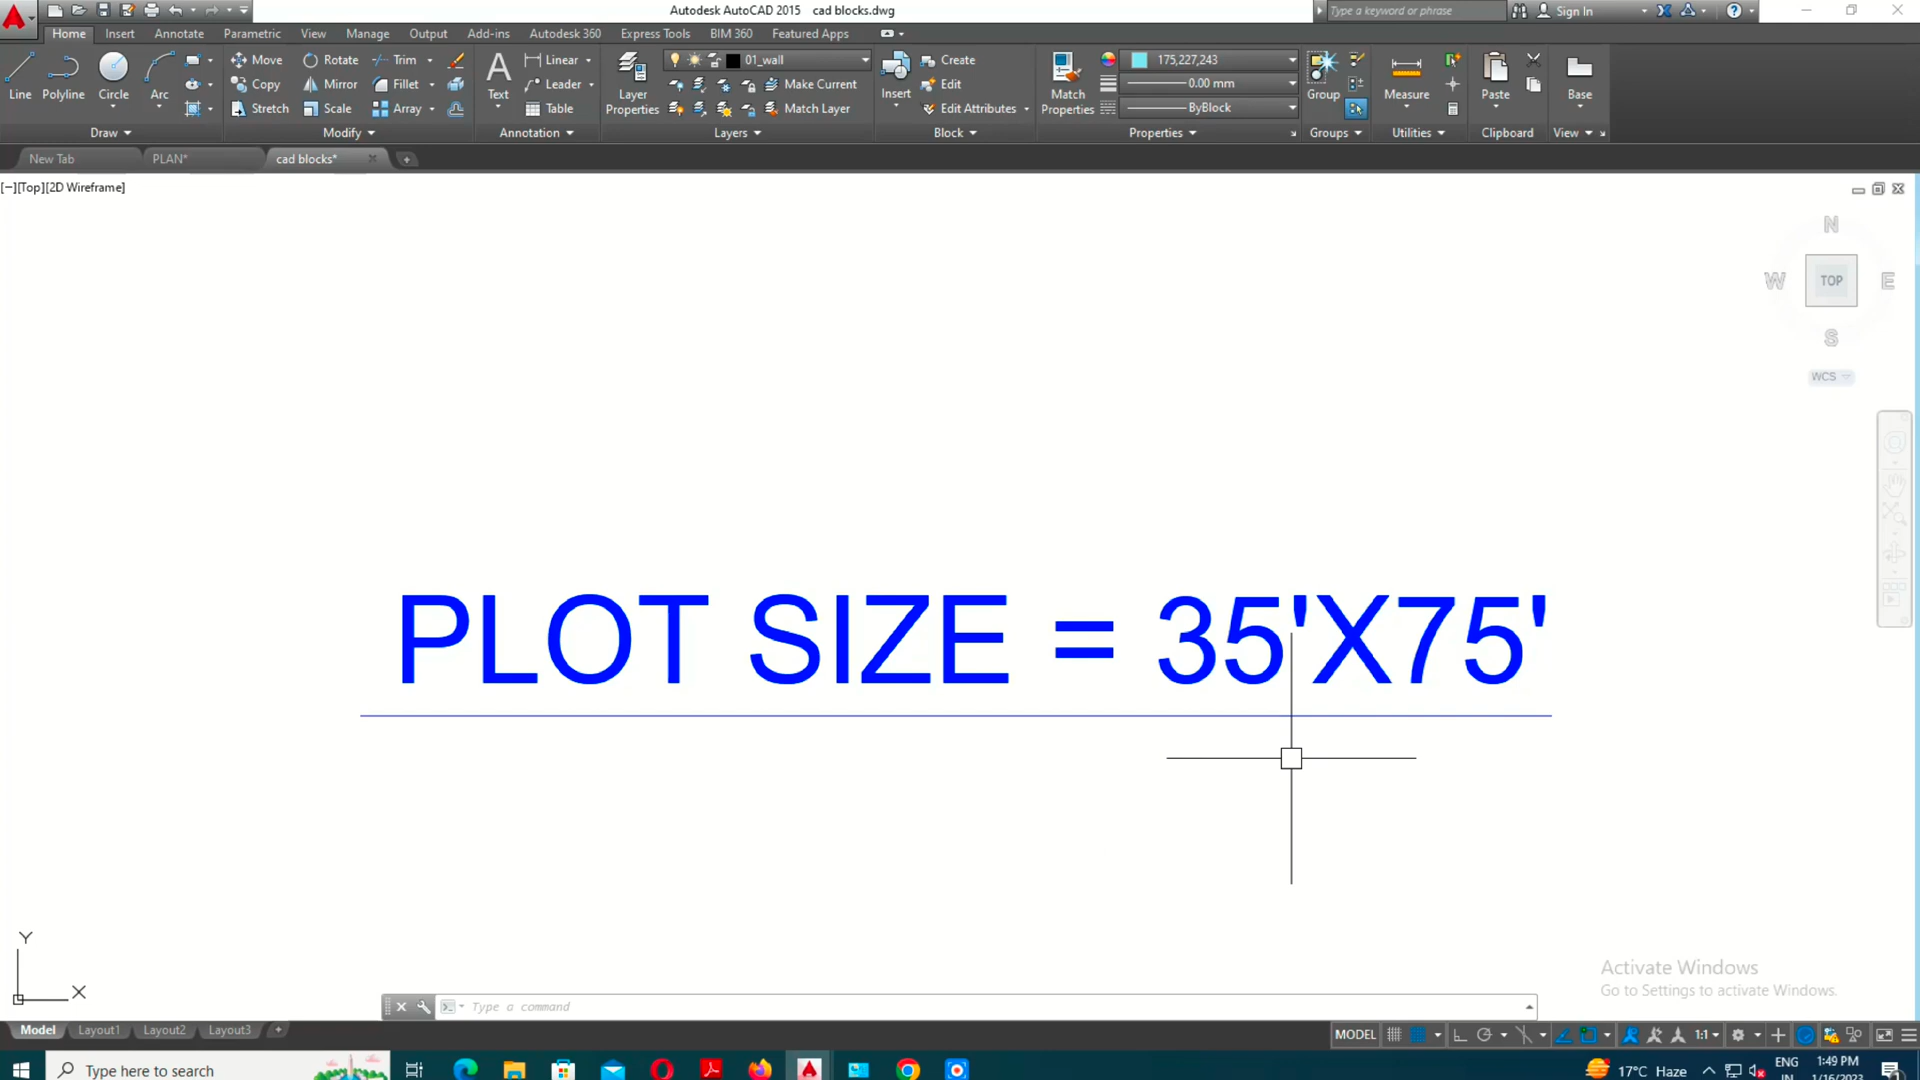 Autodesk AutoCAD 2015 cad blocks.dwg
Type a keyword or phrase
Sign In
Home Insert Annotate Parametric View Manage Output Add-ins Autodesk 360 Express Tools BIM 360 Featured Apps
Line Polyline Circle Arc
Move Rotate Trim
Copy Mirror Fillet
Stretch Scale Array
Text
Linear
Leader
Table
Layer Properties
01_wall
Make Current
Match Layer
Insert
Create
Edit
Edit Attributes
Match Properties
175,227,243
0.00 mm
ByBlock
Group
Measure
Paste
Base
Draw Modify Annotation Layers Block Properties Groups Utilities Clipboard View
New Tab PLAN* cad blocks*
[−][Top][2D Wireframe]
N
W TOP E
S
WCS
PLOT SIZE = 35'X75'
Y
X
Activate Windows
Go to Settings to activate Windows.
Type a command
Model Layout1 Layout2 Layout3
MODEL 1:1
Type here to search
17°C Haze
ENG
IN
1:49 PM
1/16/2023